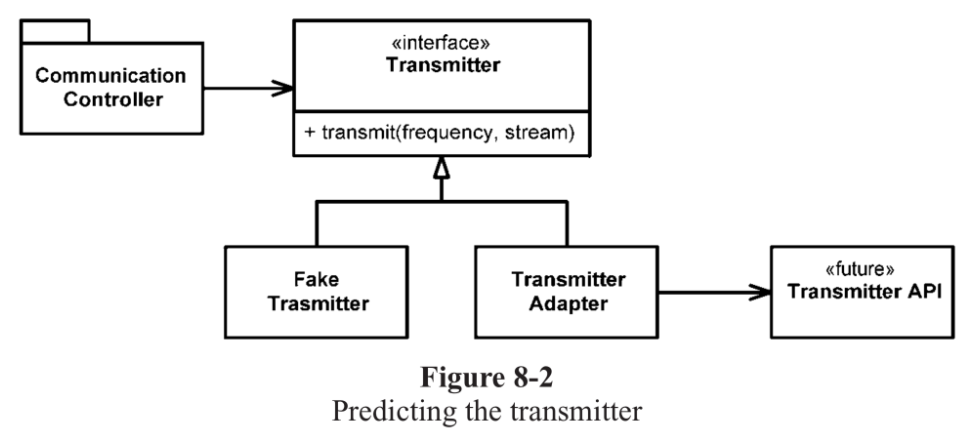 Communication
Controller
«interface»
Transmitter
+ transmit(frequency, stream)
Fake
Trasmitter
Transmitter
Adapter
«future»
Transmitter API
Figure 8-2
Predicting the transmitter